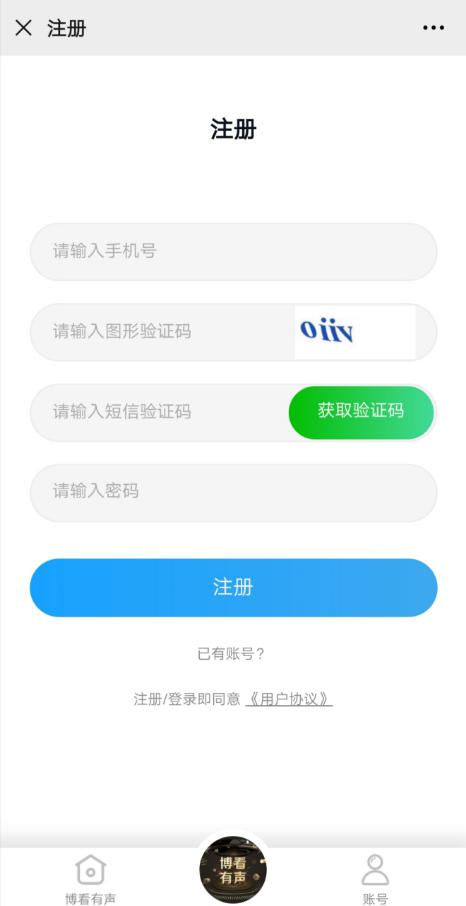 注册
注册
请输入手机号
请输入图形验证码
oiiv
请输入短信验证码
获取验证码
请输入密码
注册
已有账号?
注册/登录即同意《用户协议》
博看
有声
博看有声
账号